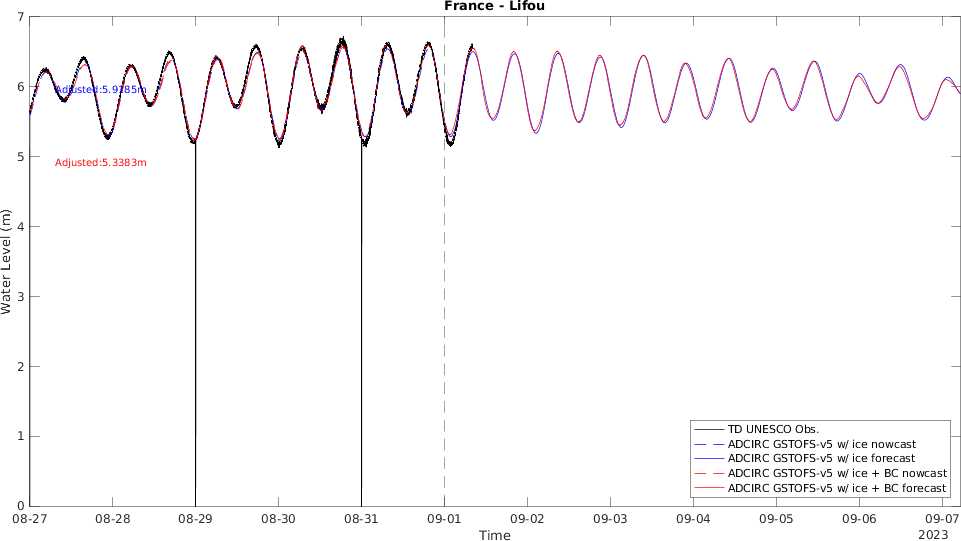 France - Lifou
7
6
5
4
3
2
1
0
Water Level (m)
Adjusted:5.9185m
Adjusted:5.3383m
TD UNESCO Obs.
ADCIRC GSTOFS-v5 w/ ice nowcast
ADCIRC GSTOFS-v5 w/ ice forecast
ADCIRC GSTOFS-v5 w/ ice + BC nowcast
ADCIRC GSTOFS-v5 w/ ice + BC forecast
08-27 08-28 08-29 08-30 08-31 09-01 09-02 09-03 09-04 09-05 09-06 09-07
Time
2023